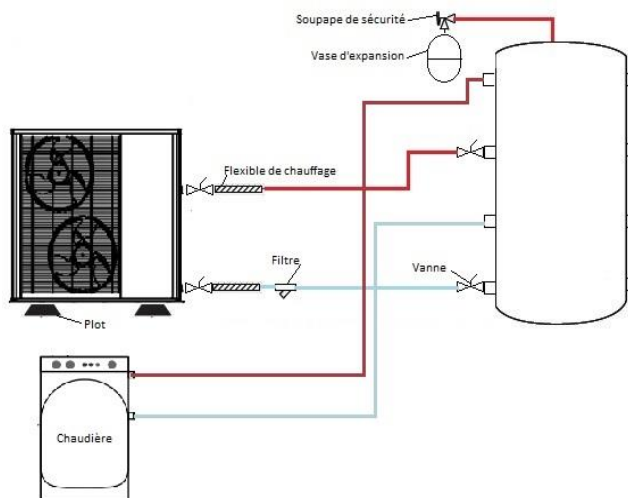 Soupape de sécurité
Vase d'expansion
Flexible de chauffage
Filtre
Vanne
Plot
Chaudière